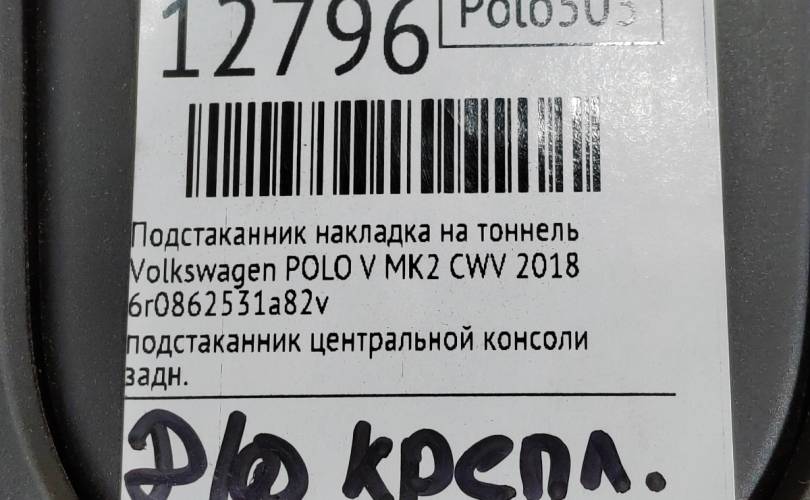 12796
Polo505
Подстаканник накладка на тоннель
Volkswagen POLO V MK2 CWV 2018
6r0862531a82v
подстаканник центральной консоли
задн.
Д/Ф крепл.